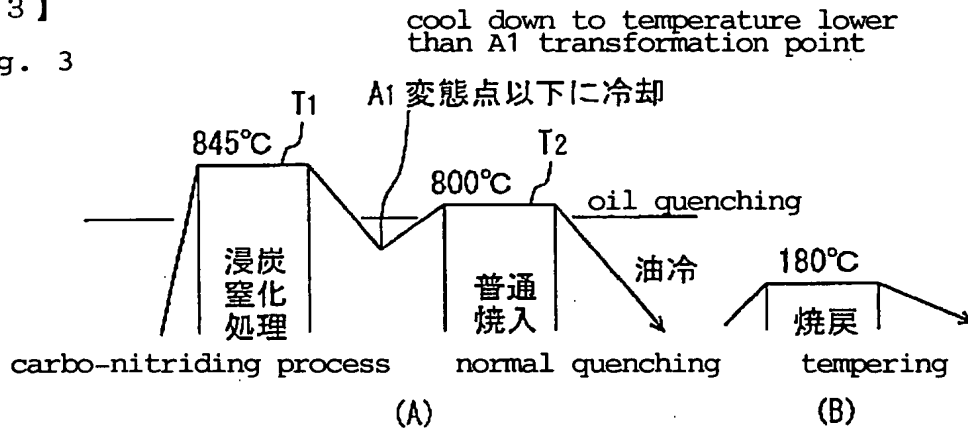 3】
g. 3
cool down to temperature lower
than A1 transformation point
A1 変態点以下に冷却
T1
845℃
T2
800℃
oil quenching
浸炭
窒化
処理
普通
焼入
油冷
180℃
焼戻
carbo-nitriding process
normal quenching
tempering
(A)
(B)